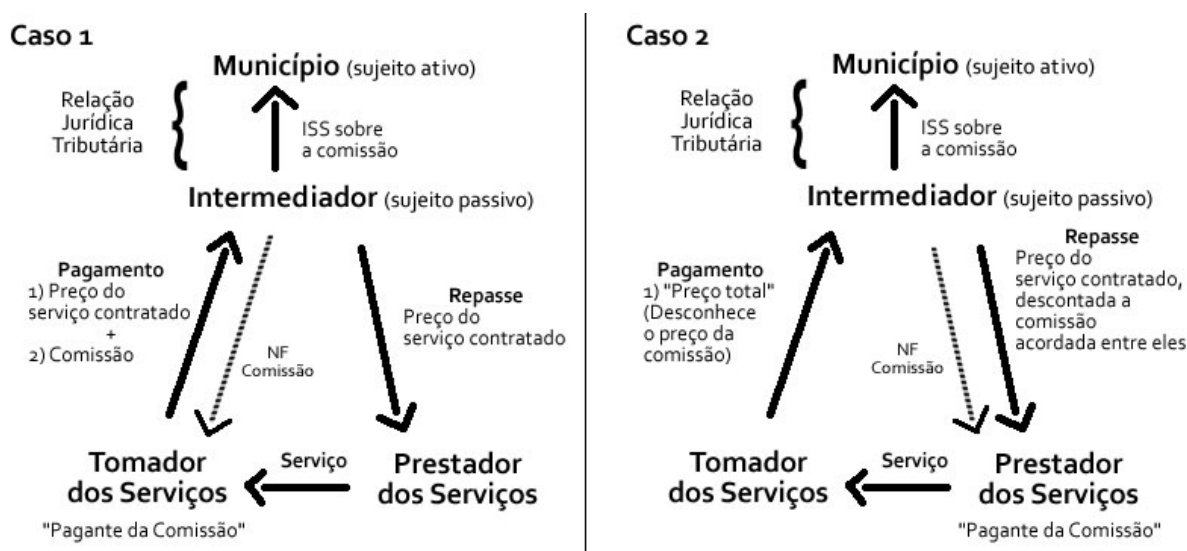 Caso 1
Município (sujeito ativo)
Relação
Jurídica
Tributária
ISS sobre
a comissão
Intermediador (sujeito passivo)
Pagamento
1) Preço do
serviço contratado
+
2) Comissão
NF
Comissão
Repasse
Preço do
serviço contratado
Tomador
dos Serviços
Serviço
Prestador
dos Serviços
"Pagante da Comissão"
Caso 2
Município (sujeito ativo)
Relação
Jurídica
Tributária
ISS sobre
a comissão
Intermediador (sujeito passivo)
Pagamento
1) "Preço total"
(Desconhece
o preço da
comissão)
NF
Comissão
Repasse
Preço do
serviço contratado,
descontada a
comissão
acordada entre eles
Tomador
dos Serviços
Serviço
Prestador
dos Serviços
"Pagante da Comissão"